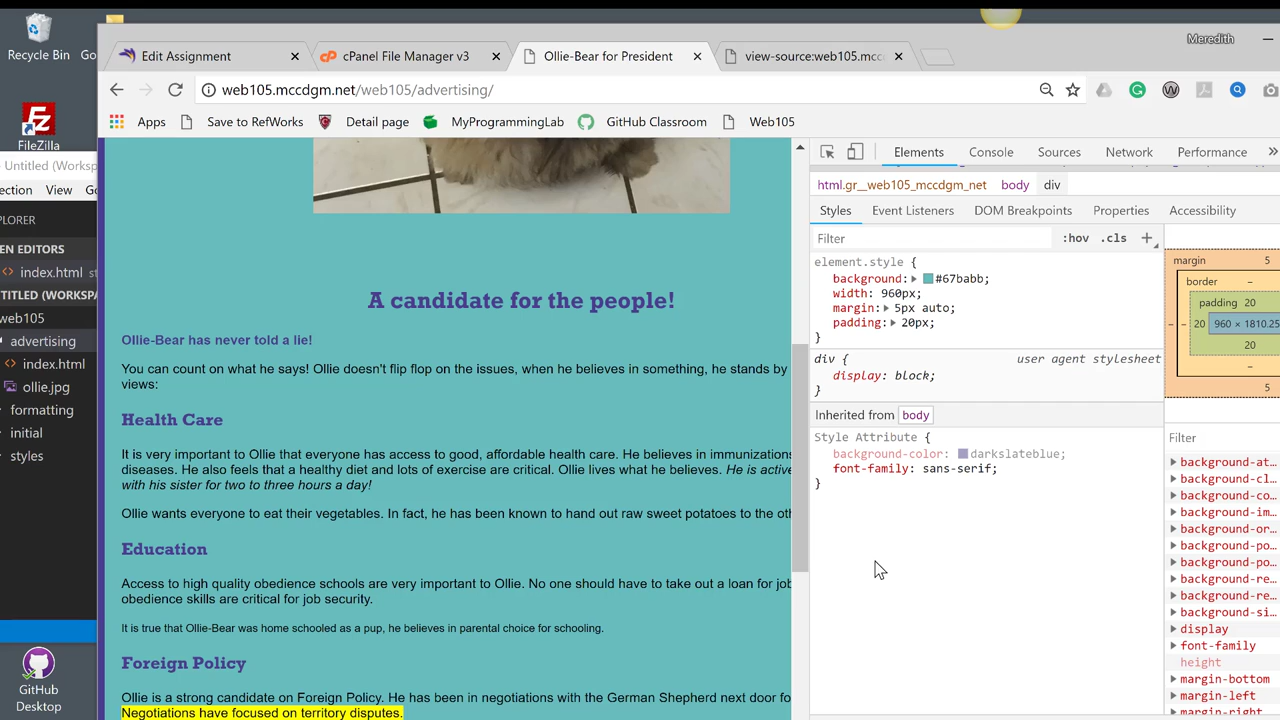 Recycle Bin
Go
Edit Assignment
cPanel File Manager v3
Ollie-Bear for President
view-source:web105.mcc
Meredith
web105.mccdgm.net/web105/advertising/
Apps
Save to RefWorks
Detail page
MyProgrammingLab
GitHub Classroom
Web105
FileZilla
Untitled (Worksp
ection View Go
PLORER
EN EDITORS
index.html st
TITLED (WORKSPA
web105
advertising
index.html
ollie.jpg
formatting
initial
styles
GitHub
Desktop
A candidate for the people!
Ollie-Bear has never told a lie!
You can count on what he says! Ollie doesn't flip flop on the issues, when he believes in something, he stands by
views:
Health Care
It is very important to Ollie that everyone has access to good, affordable health care. He believes in immunizations
diseases. He also feels that a healthy diet and lots of exercise are critical. Ollie lives what he believes. He is active
with his sister for two to three hours a day!
Ollie wants everyone to eat their vegetables. In fact, he has been known to hand out raw sweet potatoes to the oth
Education
Access to high quality obedience schools are very important to Ollie. No one should have to take out a loan for job
obedience skills are critical for job security.
It is true that Ollie-Bear was home schooled as a pup, he believes in parental choice for schooling.
Foreign Policy
Ollie is a strong candidate on Foreign Policy. He has been in negotiations with the German Shepherd next door fo
Negotiations have focused on territory disputes.
Elements Console Sources Network Performance »
html.gr__web105_mccdgm_net body div
Styles Event Listeners DOM Breakpoints Properties Accessibility
Filter :hov .cls +
element.style {
background: #67babb;
width: 960px;
margin: 5px auto;
padding: 20px;
}
div { user agent stylesheet
display: block;
}
Inherited from body
Style Attribute {
background-color: darkslateblue;
font-family: sans-serif;
}
margin 5
border –
padding 20
– – 20 960 × 1810.25
20
–
5
Filter
background-at…
background-cl…
background-co…
background-im…
background-or…
background-po…
background-po…
background-re…
background-re…
background-si…
display
font-family
height
margin-bottom
margin-left
margin-right